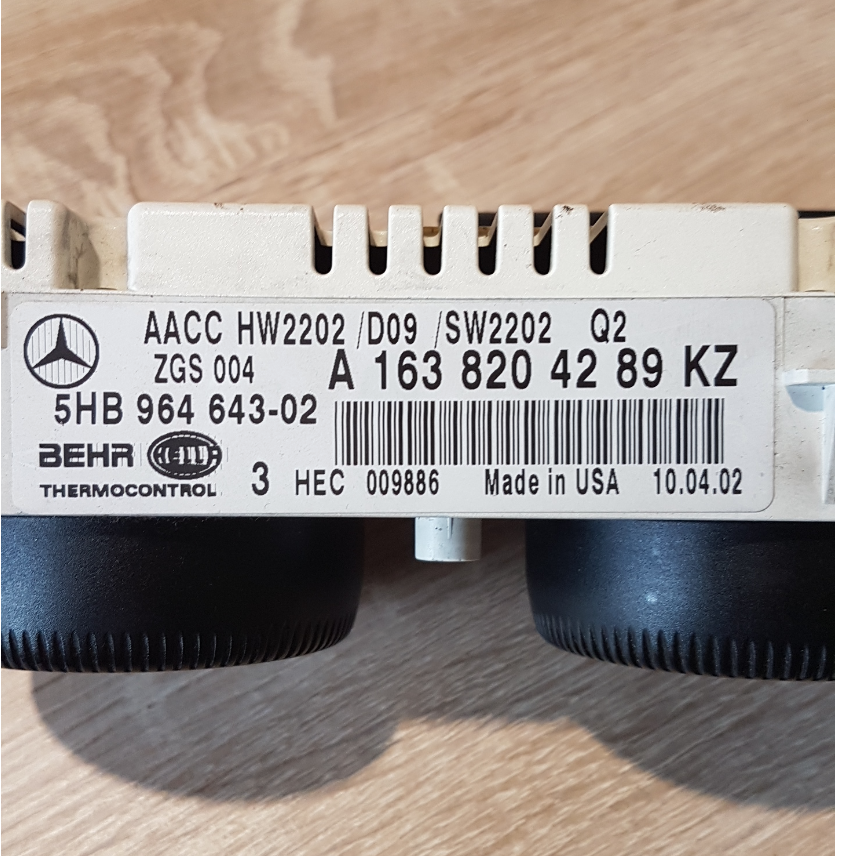 AACC HW2202 /D09 /SW2202 Q2
ZGS 004 A 163 820 42 89 KZ
5HB 964 643-02
BEHR HELLA
THERMOCONTROL 3 HEC 009886 Made in USA 10.04.02